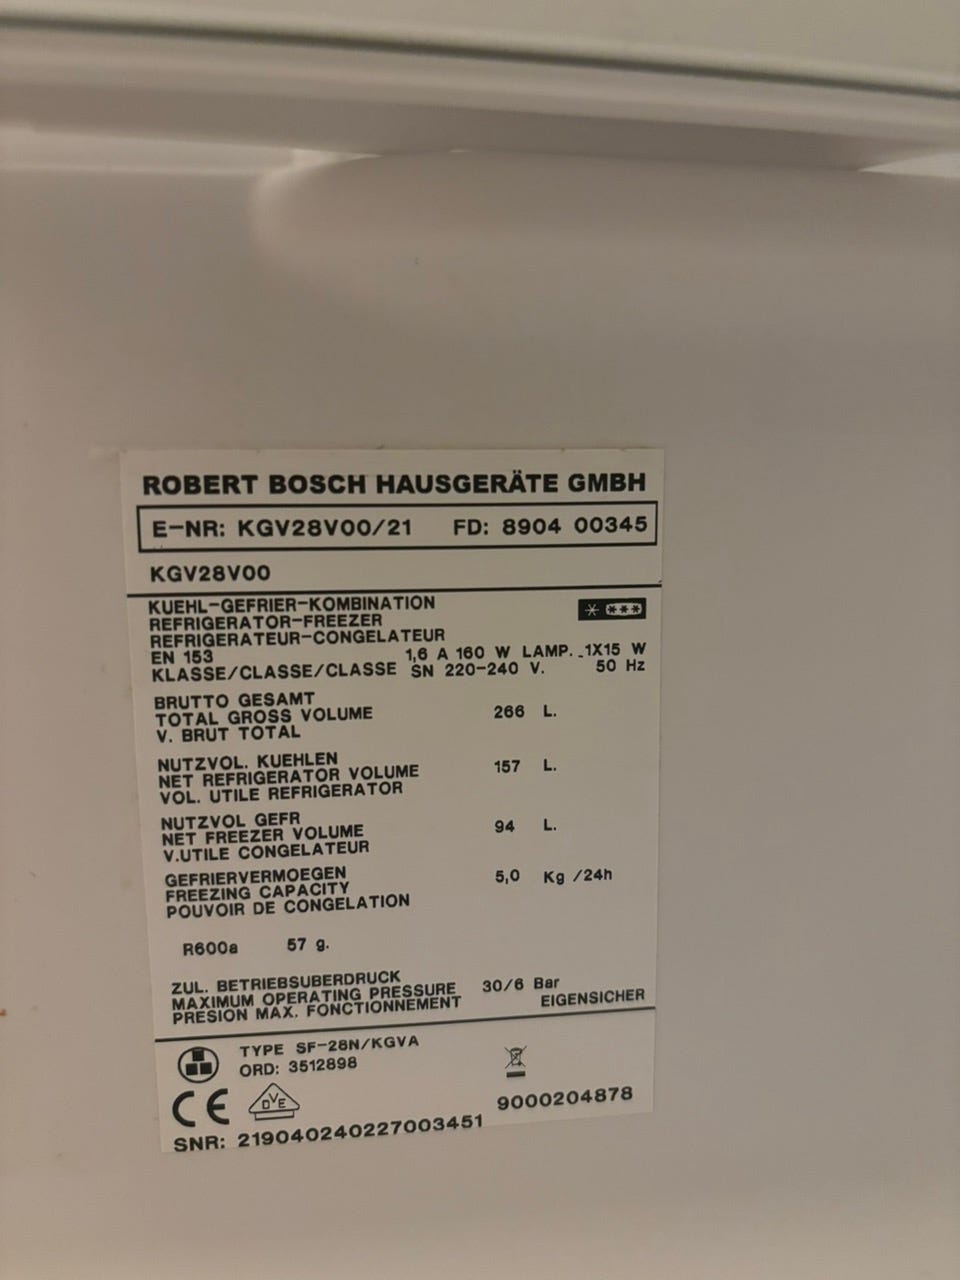 ROBERT BOSCH HAUSGERÄTE GMBH
E-NR: KGV28V00/21 FD: 8904 00345
KGV28V00
KUEHL-GEFRIER-KOMBINATION
REFRIGERATOR-FREEZER
REFRIGERATEUR-CONGELATEUR
EN 153 1,6 A 160 W LAMP. 1X15 W
KLASSE/CLASSE/CLASSE SN 220-240 V. 50 Hz
BRUTTO GESAMT
TOTAL GROSS VOLUME 266 L.
V. BRUT TOTAL
NUTZVOL. KUEHLEN
NET REFRIGERATOR VOLUME 157 L.
VOL. UTILE REFRIGERATOR
NUTZVOL GEFR
NET FREEZER VOLUME 94 L.
V.UTILE CONGELATEUR
GEFRIERVERMOEGEN
FREEZING CAPACITY 5,0 Kg /24h
POUVOIR DE CONGELATION
R600a 57 g.
ZUL. BETRIEBSUBERDRUCK
MAXIMUM OPERATING PRESSURE 30/6 Bar
PRESION MAX. FONCTIONNEMENT EIGENSICHER
TYPE SF-28N/KGVA
ORD: 3512898
CE DVE 9000204878
SNR: 219040240227003451